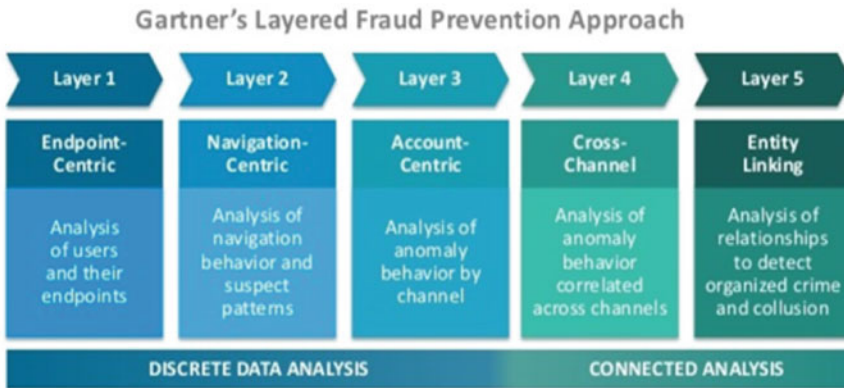 Gartner's Layered Fraud Prevention Approach
Layer 1
Layer 2
Layer 3
Layer 4
Layer 5
Endpoint-
Centric
Navigation-
Centric
Account-
Centric
Cross-
Channel
Entity
Linking
Analysis
of users
and their
endpoints
Analysis of
navigation
behavior and
suspect
patterns
Analysis of
anomaly
behavior by
channel
Analysis of
anomaly
behavior
correlated
across channels
Analysis of
relationships
to detect
organized crime
and collusion
DISCRETE DATA ANALYSIS
CONNECTED ANALYSIS